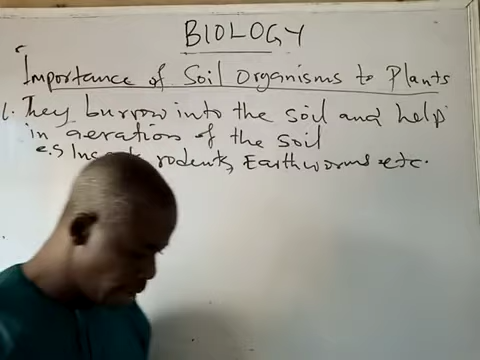 BIOLOGY
Importance of Soil Organisms to Plants
1. They burrow into the soil and help
in aeration of the soil
e.g rodents, Earthworms etc.